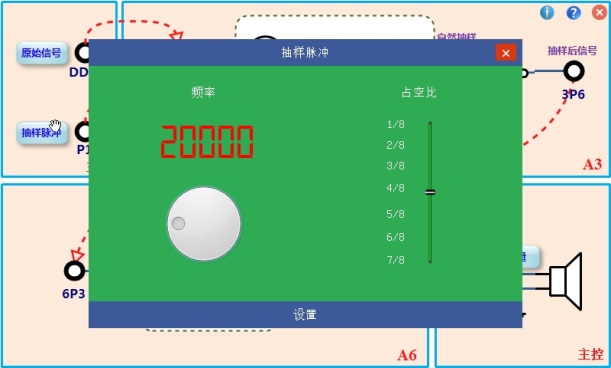 自然抽样
原始信号
DD
抽样脉冲
抽样后信号
3P6
抽样脉冲
P1
A3
频率
占空比
20000
1/8
2/8
3/8
4/8
5/8
6/8
7/8
设置
6P3
A6
主控